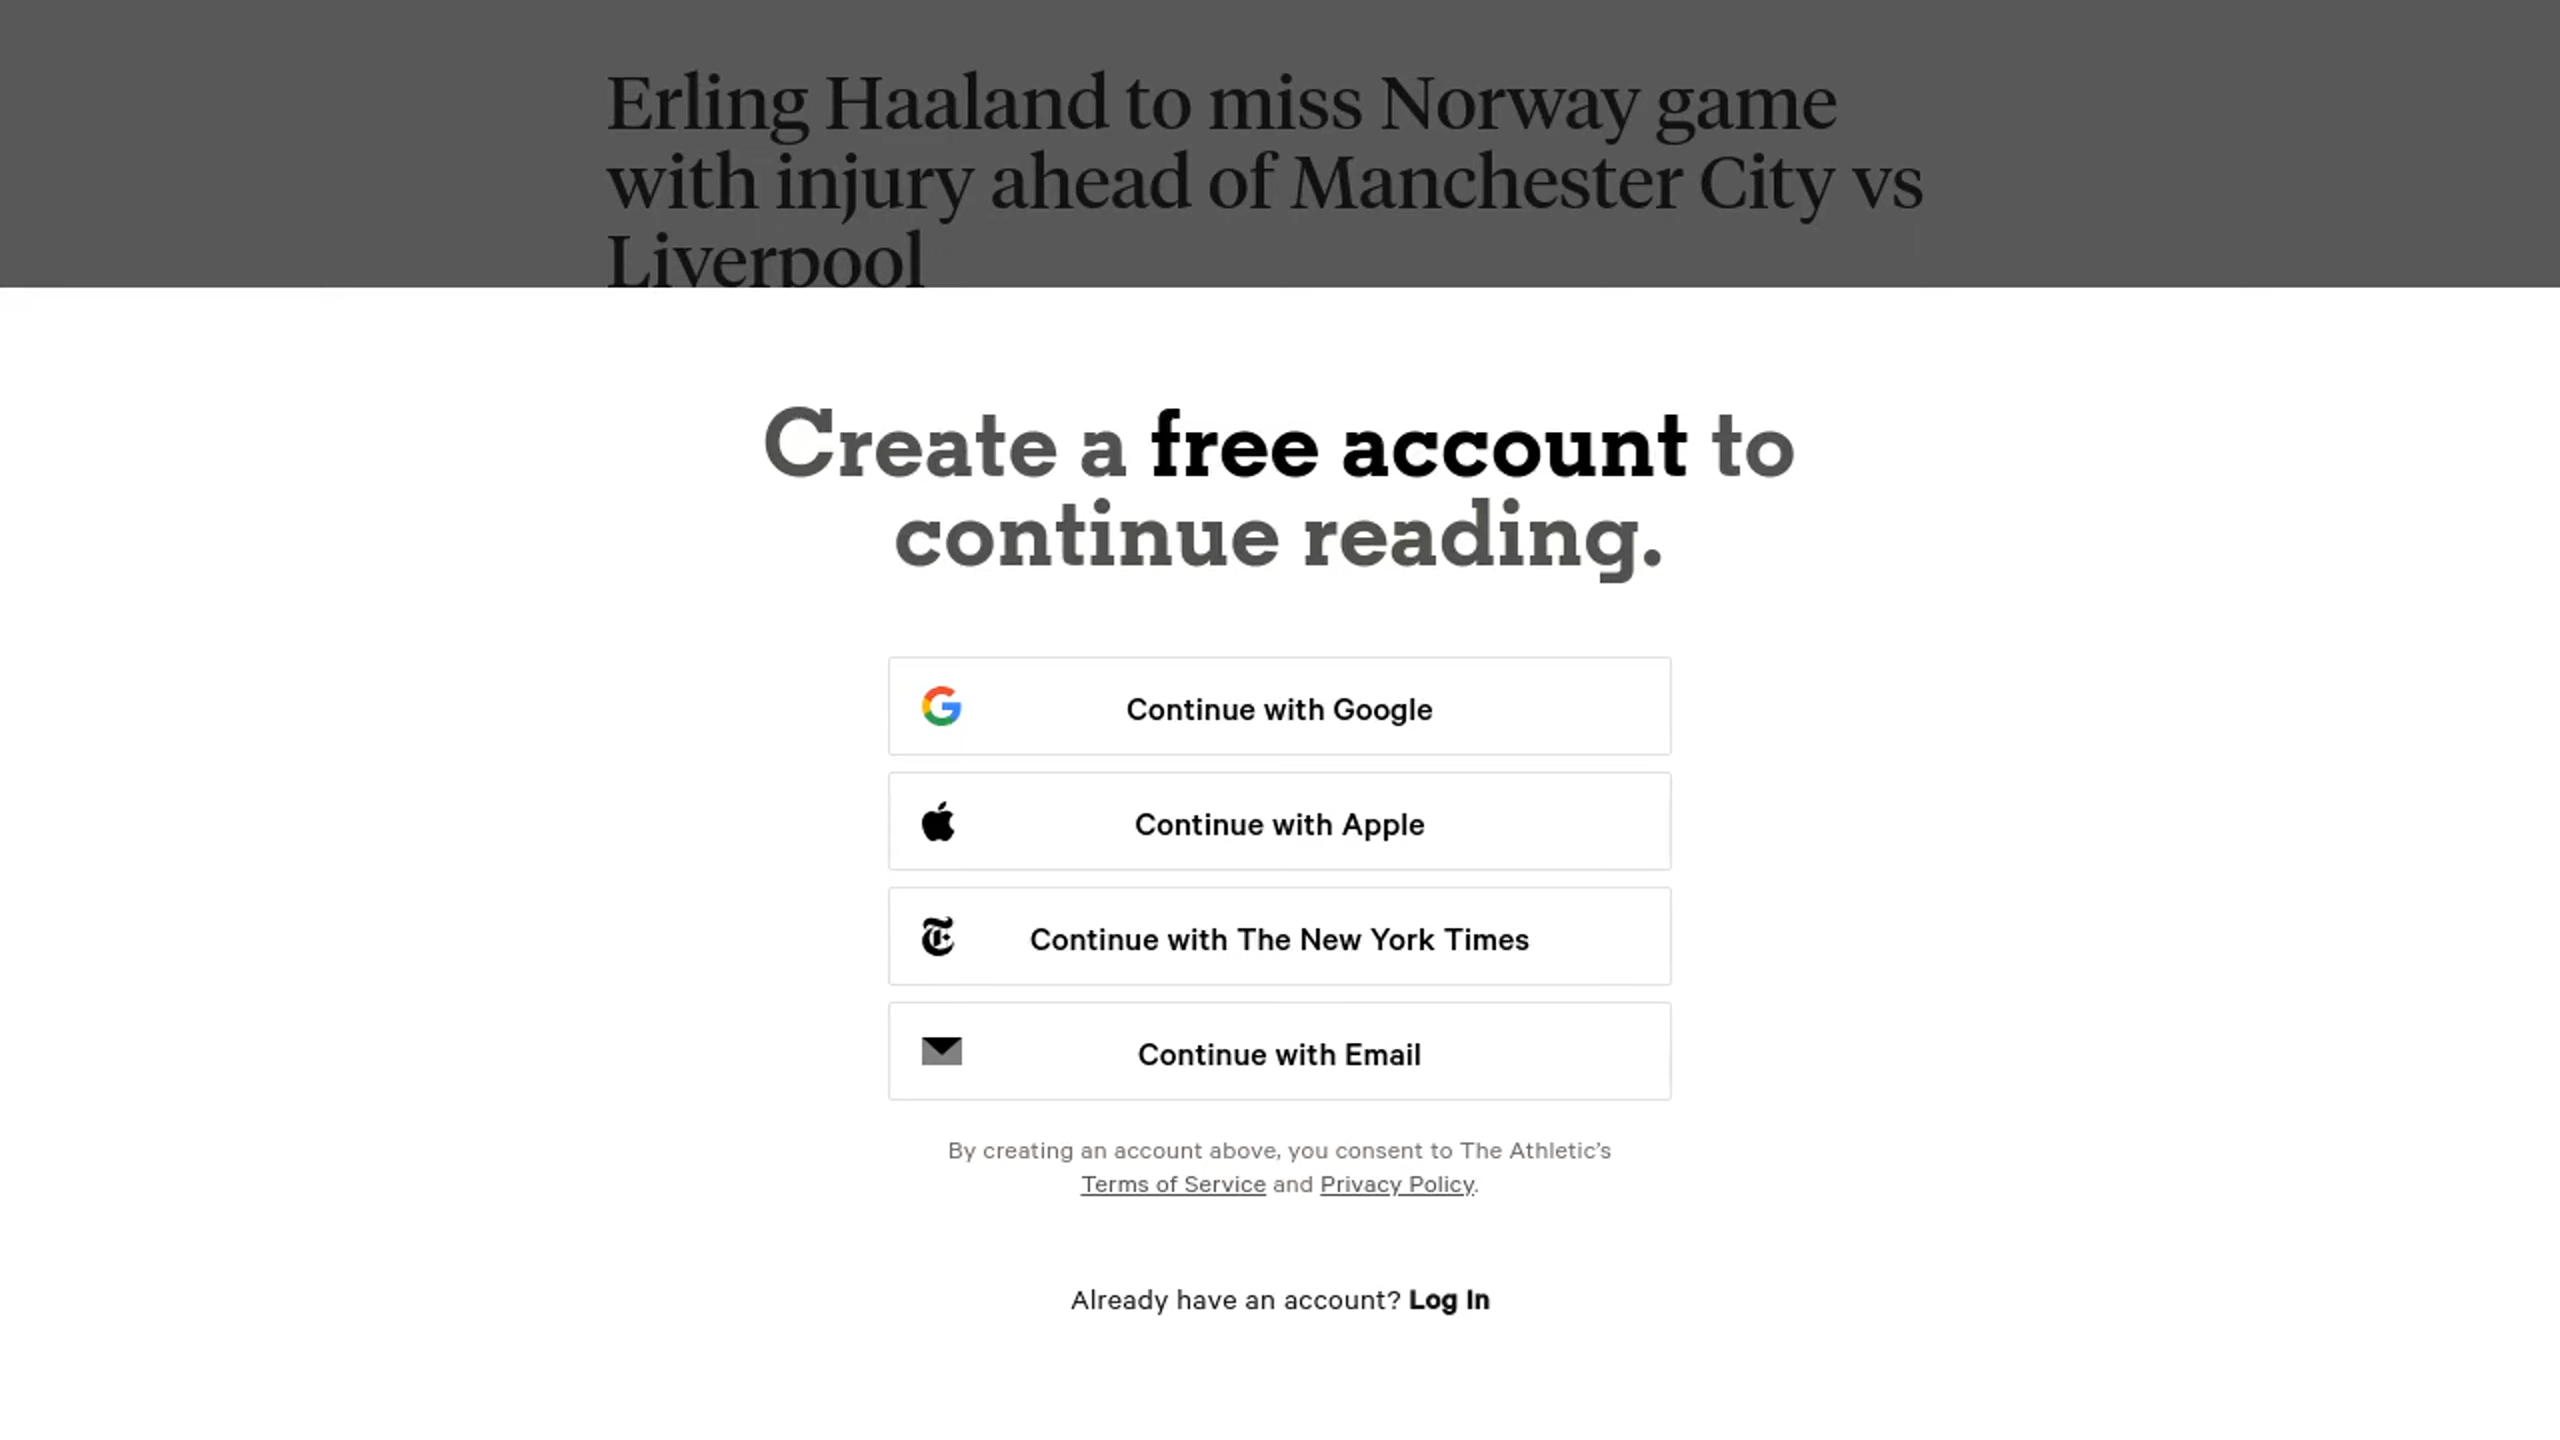 Erling Haaland to miss Norway game
with injury ahead of Manchester City vs
Liverpool
Create a free account to
continue reading.
Continue with Google
Continue with Apple
Continue with The New York Times
Continue with Email
By creating an account above, you consent to The Athletic’s
Terms of Service and Privacy Policy.
Already have an account? Log In